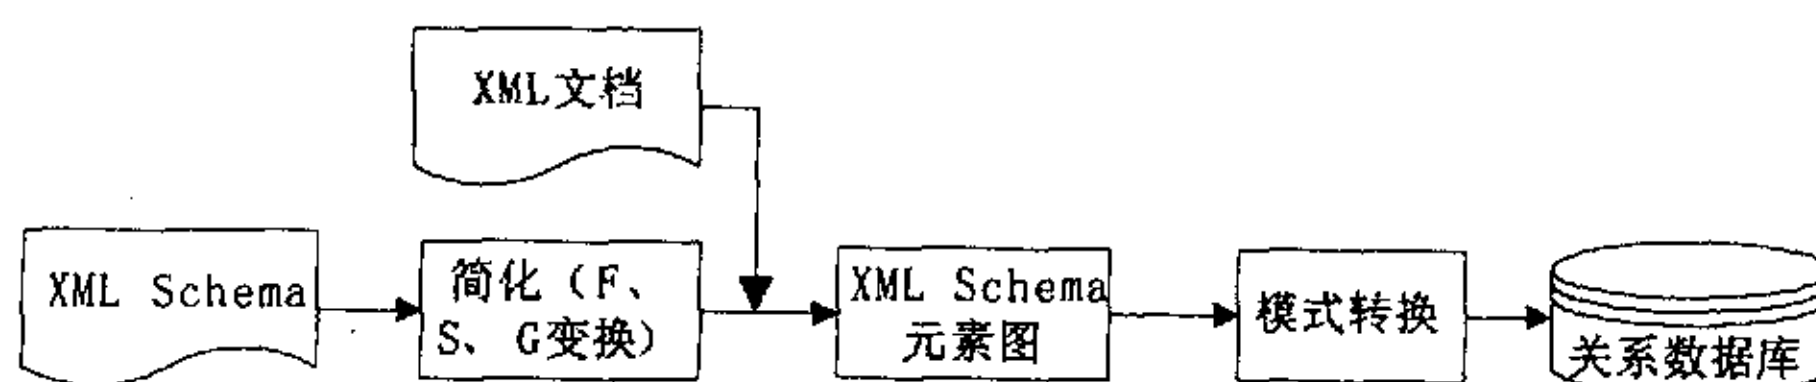 XML文档
XML Schema
简化（F、
S、G变换）
XML Schema
元素图
模式转换
关系数据库